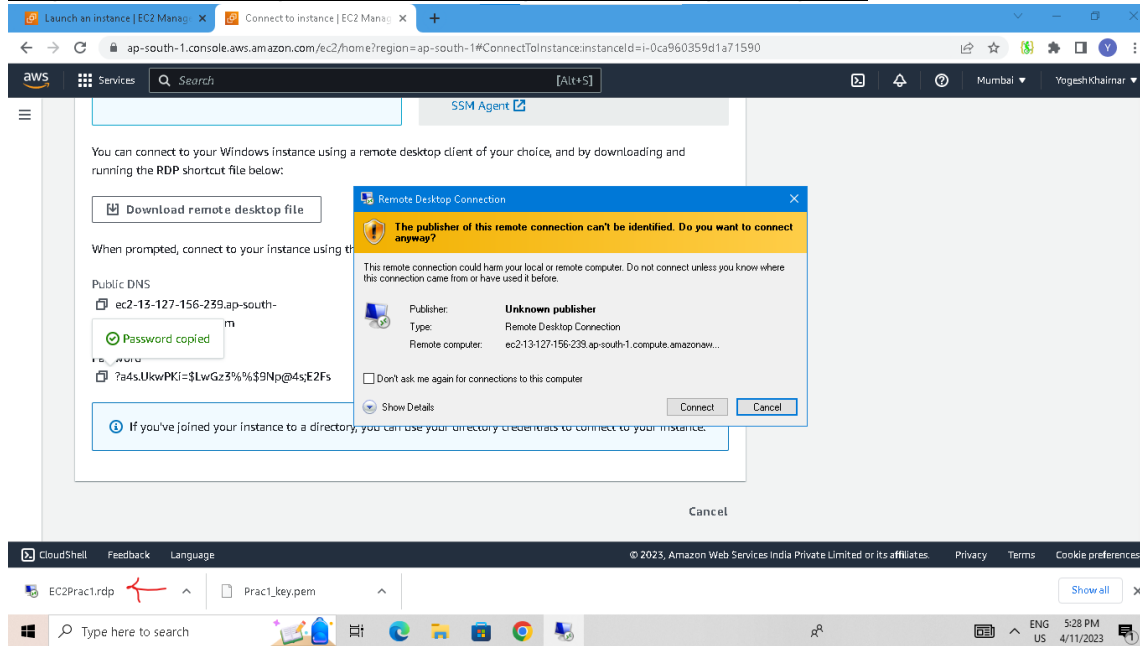 Launch an instance | EC2 Manag
Connect to instance | EC2 Manag
ap-south-1.console.aws.amazon.com/ec2/home?region=ap-south-1#ConnectToInstance:instanceId=i-0ca960359d1a71590
Y
aws
Services
Search
[Alt+S]
Mumbai
YogeshKhairnar
SSM Agent
You can connect to your Windows instance using a remote desktop client of your choice, and by downloading and
running the RDP shortcut file below:
Download remote desktop file
When prompted, connect to your instance using th
Public DNS
ec2-13-127-156-239.ap-south-
m
Password copied
Password
?a4s.UkwPKi=$LwGz3%%$9Np@4s;E2Fs
If you've joined your instance to a directory, you can use your directory credentials to connect to your instance.
Cancel
Remote Desktop Connection
The publisher of this remote connection can't be identified. Do you want to connect
anyway?
This remote connection could harm your local or remote computer. Do not connect unless you know where
this connection came from or have used it before.
Publisher: Unknown publisher
Type: Remote Desktop Connection
Remote computer: ec2-13-127-156-239.ap-south-1.compute.amazonaw...
Don't ask me again for connections to this computer
Show Details
Connect
Cancel
CloudShell
Feedback
Language
© 2023, Amazon Web Services India Private Limited or its affiliates.
Privacy
Terms
Cookie preferences
EC2Prac1.rdp
Prac1_key.pem
Show all
Type here to search
ENG
US
5:28 PM
4/11/2023
1